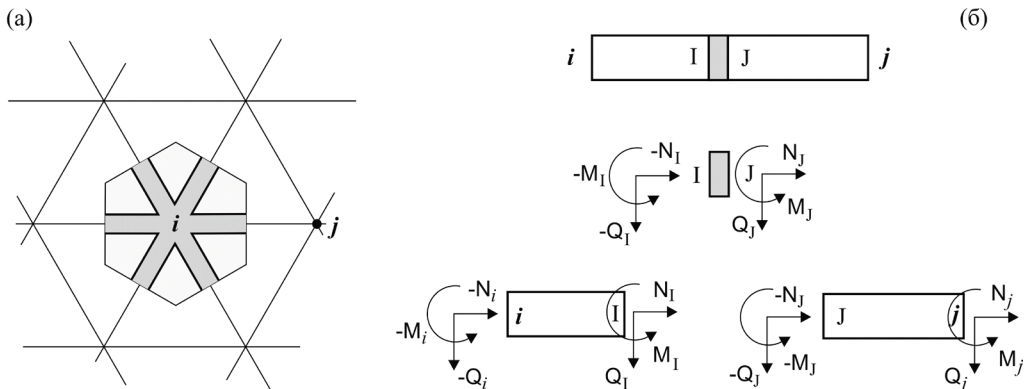 (а)
(б)
i
I
J
j
i
j
-N_I
-M_I
-Q_I
I
J
N_J
M_J
Q_J
-N_i
-M_i
-Q_i
i
I
N_I
M_I
Q_I
-N_J
-M_J
-Q_J
J
j
N_j
M_j
Q_j